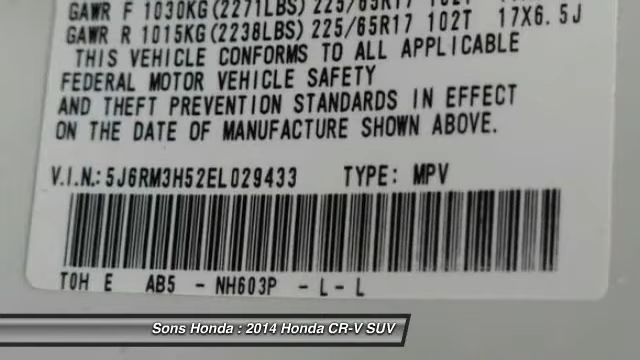 GAWR F 1030KG(2271LBS) 225/65R17 102T
GAWR R 1015KG(2238LBS) 225/65R17 102T 17X6.5J
THIS VEHICLE CONFORMS TO ALL APPLICABLE
FEDERAL MOTOR VEHICLE SAFETY
AND THEFT PREVENTION STANDARDS IN EFFECT
ON THE DATE OF MANUFACTURE SHOWN ABOVE.
V.I.N.: 5J6RM3H52EL029433 TYPE: MPV
TOH E AB5 - NH603P - L - L
Sons Honda : 2014 Honda CR-V SUV